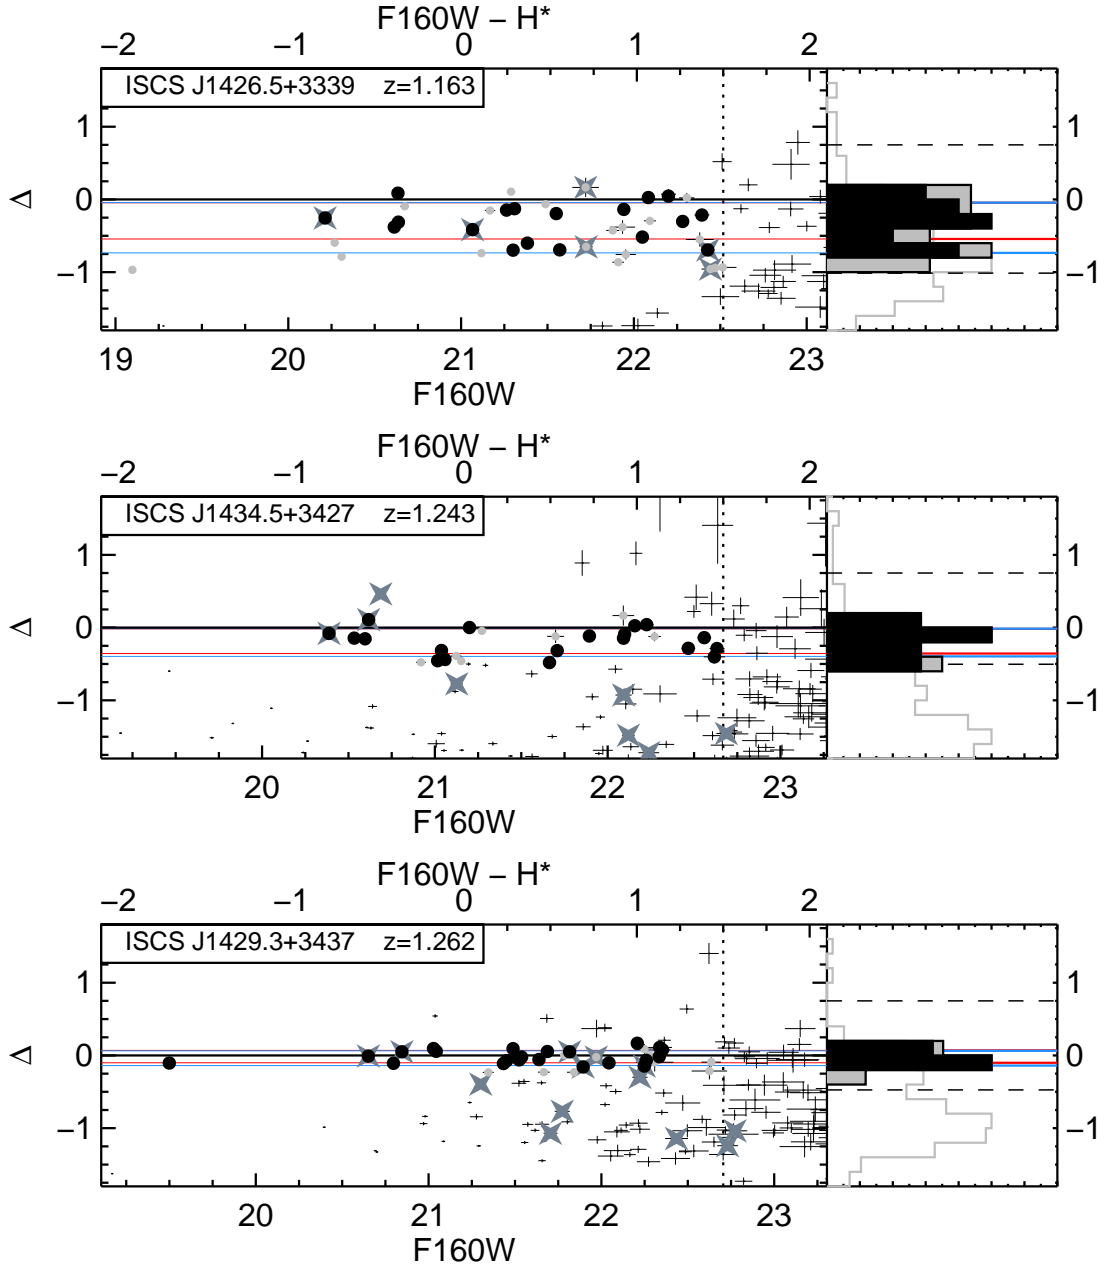 F160W − H*
−2 −1 0 1 2
ISCS J1426.5+3339 z=1.163
1 1
Δ
0 0
−1 −1
19 20 21 22 23
F160W
F160W − H*
−2 −1 0 1 2
ISCS J1434.5+3427 z=1.243
1 1
Δ
0 0
−1 −1
20 21 22 23
F160W
F160W − H*
−2 −1 0 1 2
ISCS J1429.3+3437 z=1.262
1 1
Δ
0 0
−1 −1
20 21 22 23
F160W